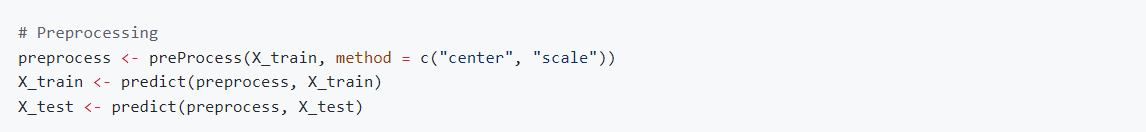 # Preprocessing
preprocess <- preProcess(X_train, method = c("center", "scale"))
X_train <- predict(preprocess, X_train)
X_test <- predict(preprocess, X_test)